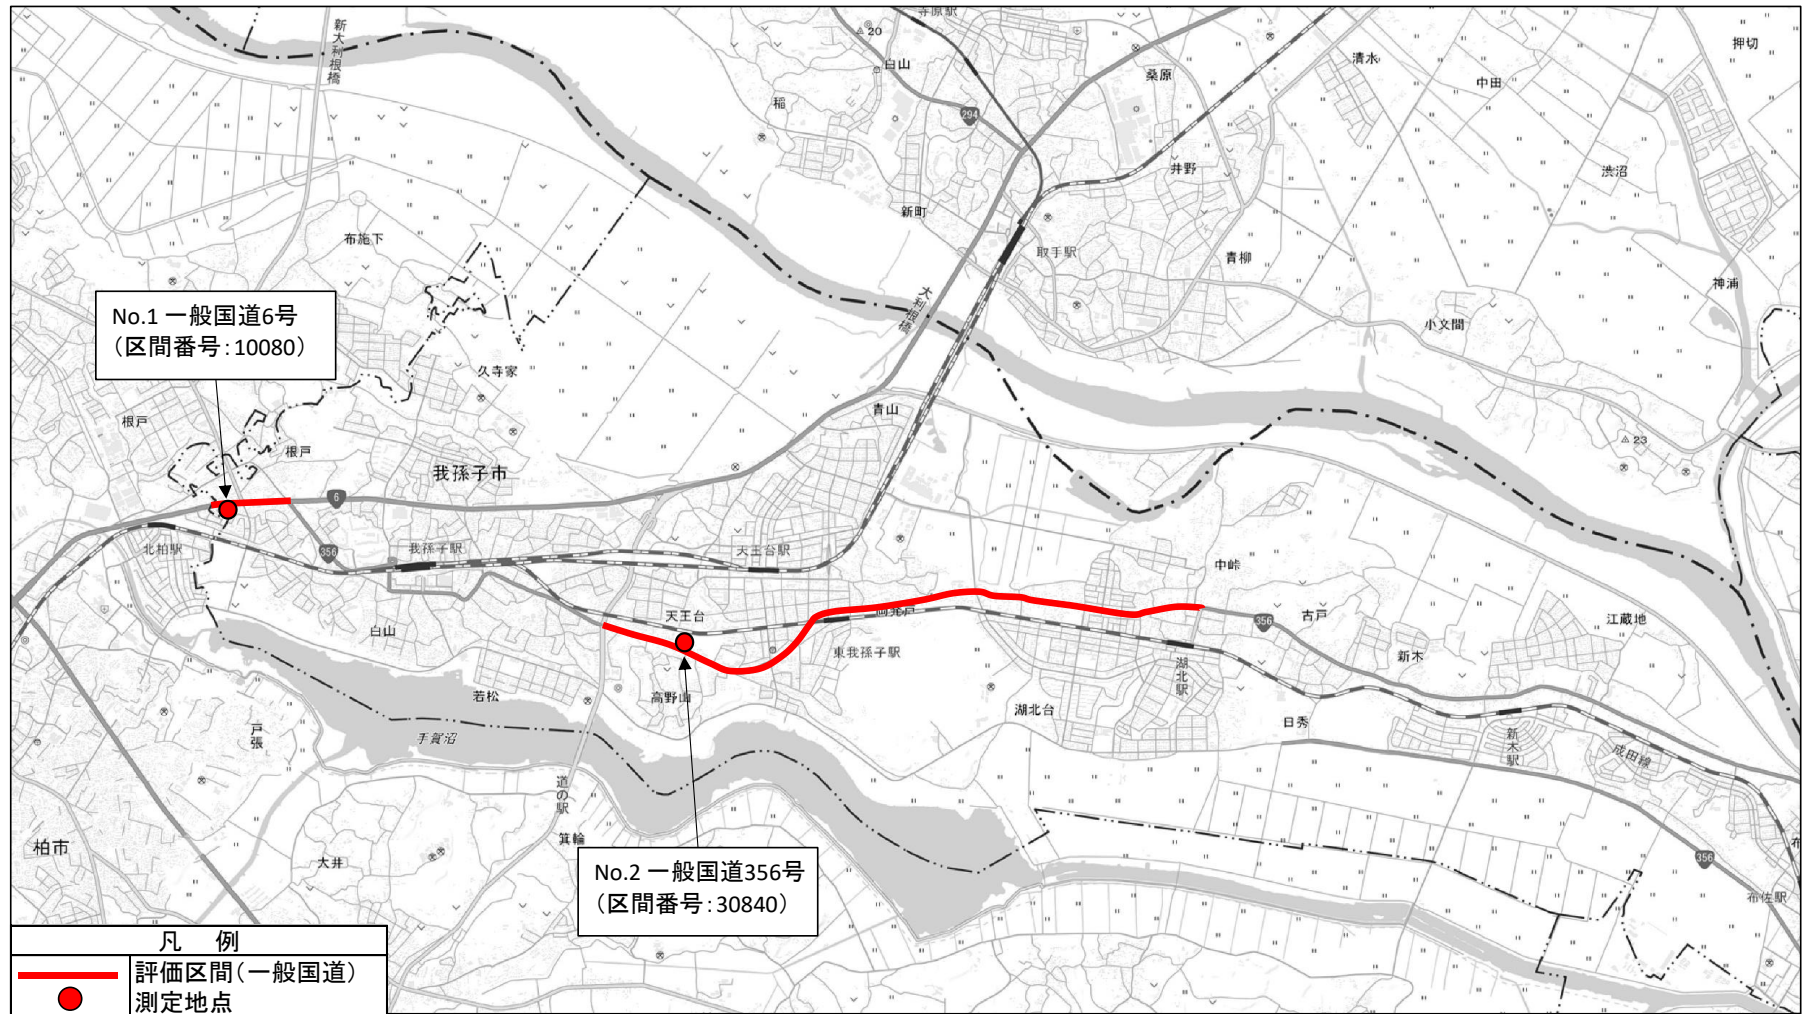 寺原駅
新大利根橋
20
白山
桑原
清水
中田
押切
稲
294
井野
渋沼
新町
布施下
取手駅
青柳
神浦
大利根橋
小文間
No.1 一般国道6号
（区間番号：10080）
久寺家
青山
根戸
根戸
我孫子市
23
6
北柏駅
356
我孫子駅
天王台駅
中峠
天王台
古戸
356
江蔵地
白山
東我孫子駅
新木
湖北駅
若松
高野山
湖北台
日秀
戸張
手賀沼
新木駅
成田線
道の駅
箕輪
柏市
大井
No.2 一般国道356号
（区間番号：30840）
356
布佐駅
凡　例
評価区間（一般国道）
測定地点